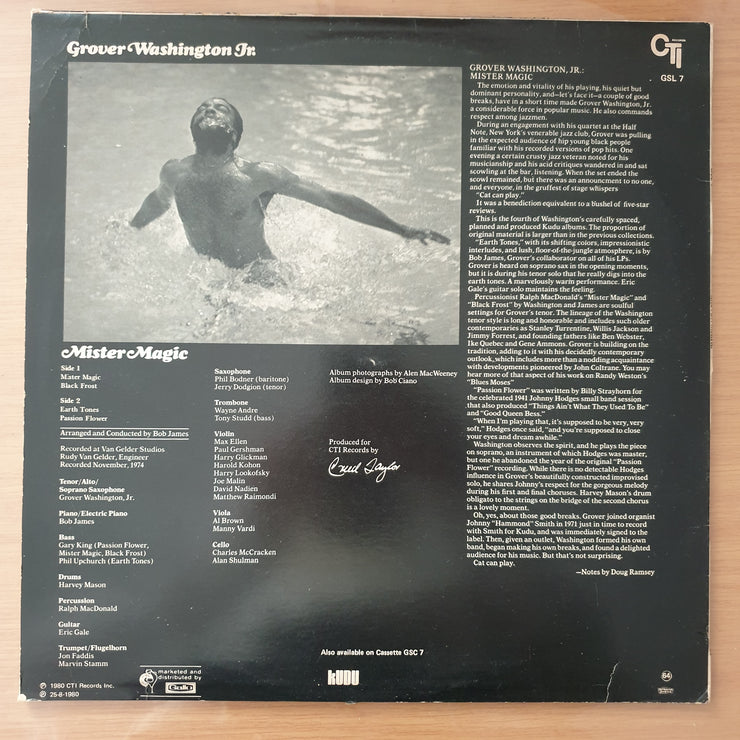 Grover Washington Jr.
CTI
RECORDS
GSL 7
Mister Magic
Side 1
Mater Magic
Black Frost
Side 2
Earth Tones
Passion Flower
Arranged and Conducted by Bob James
Recorded at Van Gelder Studios
Rudy Van Gelder, Engineer
Recorded November, 1974
Tenor/Alto/
Soprano Saxophone
Grover Washington, Jr.
Piano/Electric Piano
Bob James
Bass
Gary King (Passion Flower,
Mister Magic, Black Frost)
Phil Upchurch (Earth Tones)
Drums
Harvey Mason
Percussion
Ralph MacDonald
Guitar
Eric Gale
Trumpet/Flugelhorn
Jon Faddis
Marvin Stamm
Saxophone
Phil Bodner (baritone)
Jerry Dodgion (tenor)
Trombone
Wayne Andre
Tony Studd (bass)
Violin
Max Ellen
Paul Gershman
Harry Glickman
Harold Kohon
Harry Lookofsky
Joe Malin
David Nadien
Matthew Raimondi
Viola
Al Brown
Manny Vardi
Cello
Charles McCracken
Alan Shulman
Album photographs by Alen MacWeeney
Album design by Bob Ciano
Produced for
CTI Records by
Creed Taylor
GROVER WASHINGTON, JR.:
MISTER MAGIC
The emotion and vitality of his playing, his quiet but
dominant personality, and—let's face it—a couple of good
breaks, have in a short time made Grover Washington, Jr.
a considerable force in popular music. He also commands
respect among jazzmen.
During an engagement with his quartet at the Half
Note, New York's venerable jazz club, Grover was pulling
in the expected audience of hip young black people
familiar with his recorded versions of pop hits. One
evening a certain crusty jazz veteran noted for his
musicianship and his acid critiques wandered in and sat
scowling at the bar, listening. When the set ended the
scowl remained, but there was an announcment to no one,
and everyone, in the gruffest of stage whispers
"Cat can play."
It was a benediction equivalent to a bushel of five-star
reviews.
This is the fourth of Washington's carefully spaced,
planned and produced Kudu albums. The proportion of
original material is larger than in the previous collections.
"Earth Tones," with its shifting colors, impressionistic
interludes, and lush, floor-of-the-jungle atmosphere, is by
Bob James, Grover's collaborator on all of his LPs.
Grover is heard on soprano sax in the opening moments,
but it is during his tenor solo that he really digs into the
earth tones. A marvelously warm performance. Eric
Gale's guitar solo maintains the feeling.
Percussionist Ralph MacDonald's "Mister Magic" and
"Black Frost" by Washington and James are soulful
settings for Grover's tenor. The lineage of the Washington
tenor style is long and honorable and includes such older
contemporaries as Stanley Turrentine, Willis Jackson and
Jimmy Forrest, and founding fathers like Ben Webster,
Ike Quebec and Gene Ammons. Grover is building on the
tradition, adding to it with his decidedly contemporary
outlook, which includes more than a nodding acquaintance
with developments pioneered by John Coltrane. You may
hear more of that aspect of his work on Randy Weston's
"Blues Moses"
"Passion Flower" was written by Billy Strayhorn for
the celebrated 1941 Johnny Hodges small band session
that also produced "Things Ain't What They Used To Be"
and "Good Queen Bess."
"When I'm playing that, it's supposed to be very, very
soft," Hodges once said, "and you're supposed to close
your eyes and dream awhile."
Washington observes the spirit, and he plays the piece
on soprano, an instrument of which Hodges was master,
but one he abandoned the year of the original "Passion
Flower" recording. While there is no detectable Hodges
influence in Grover's beautifully constructed improvised
solo, he shares Johnny's respect for the gorgeous melody
during his first and final choruses. Harvey Mason's drum
obligato to the strings on the bridge of the second chorus
is a lovely moment.
Oh, yes, about those good breaks. Grover joined organist
Johnny "Hammond" Smith in 1971 just in time to record
with Smith for Kudu, and was immediately signed to the
label. Then, given an outlet, Washington formed his own
band, began making his own breaks, and found a delighted
audience for his music. But that's not surprising.
Cat can play.
—Notes by Doug Ramsey
Also available on Cassette GSC 7
KUDU
℗ 1980 CTI Records Inc.
℗ 25-8-1980
marketed and
distributed by
Gallo
64